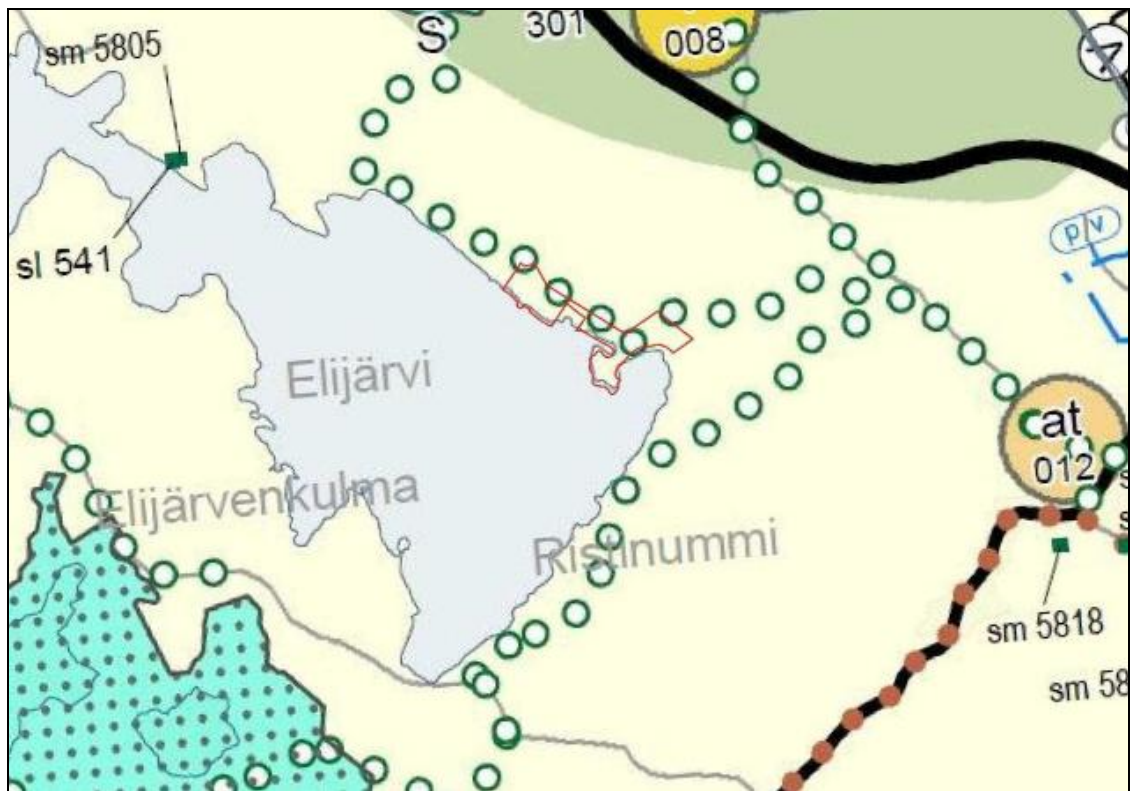 S
301
008
sm 5805
sl 541
p/v
Elijärvi
at
012
Elijärvenkulma
Ristinummi
sm 5818
sm 58